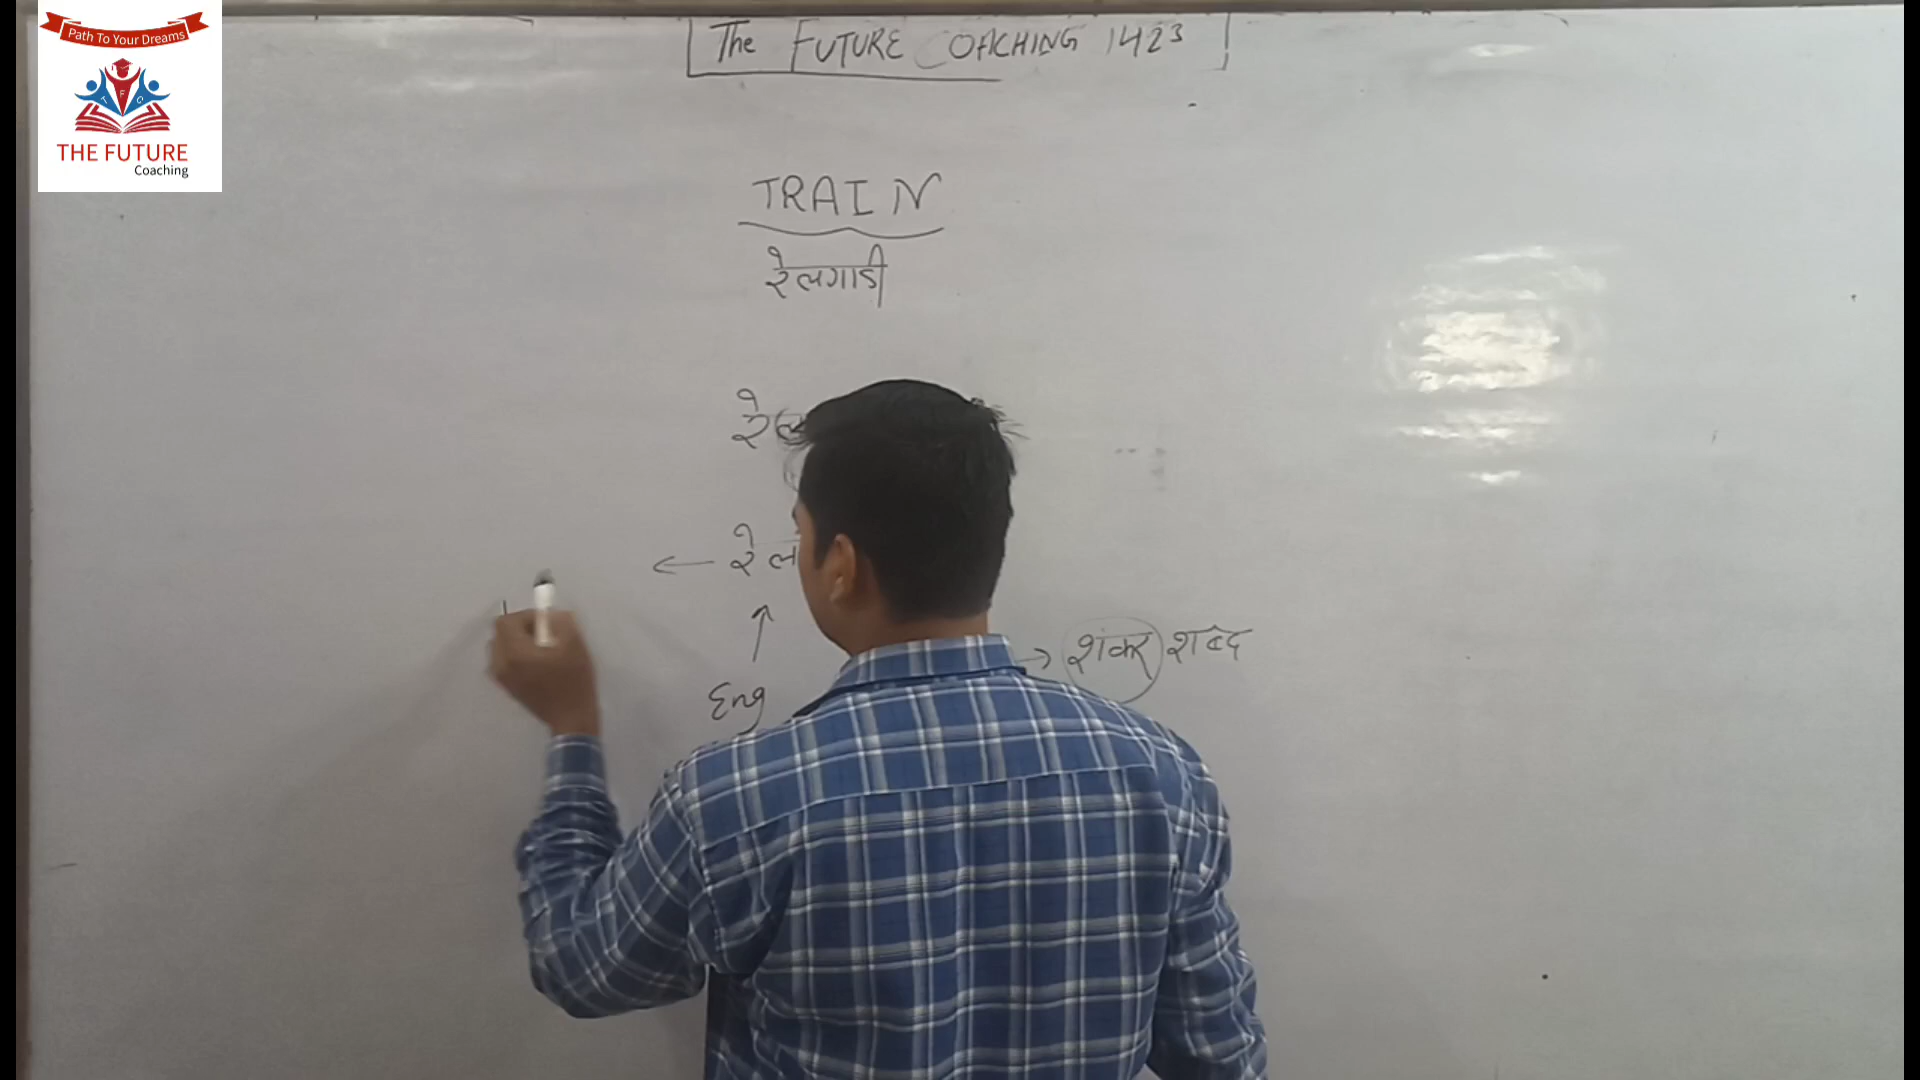 Path To Your Dreams
T F C
THE FUTURE
Coaching
The FUTURE COACHING 1423
TRAIN
रेलगाडी
रेल
← रेल
↑
Eng
→ शंकर शब्द